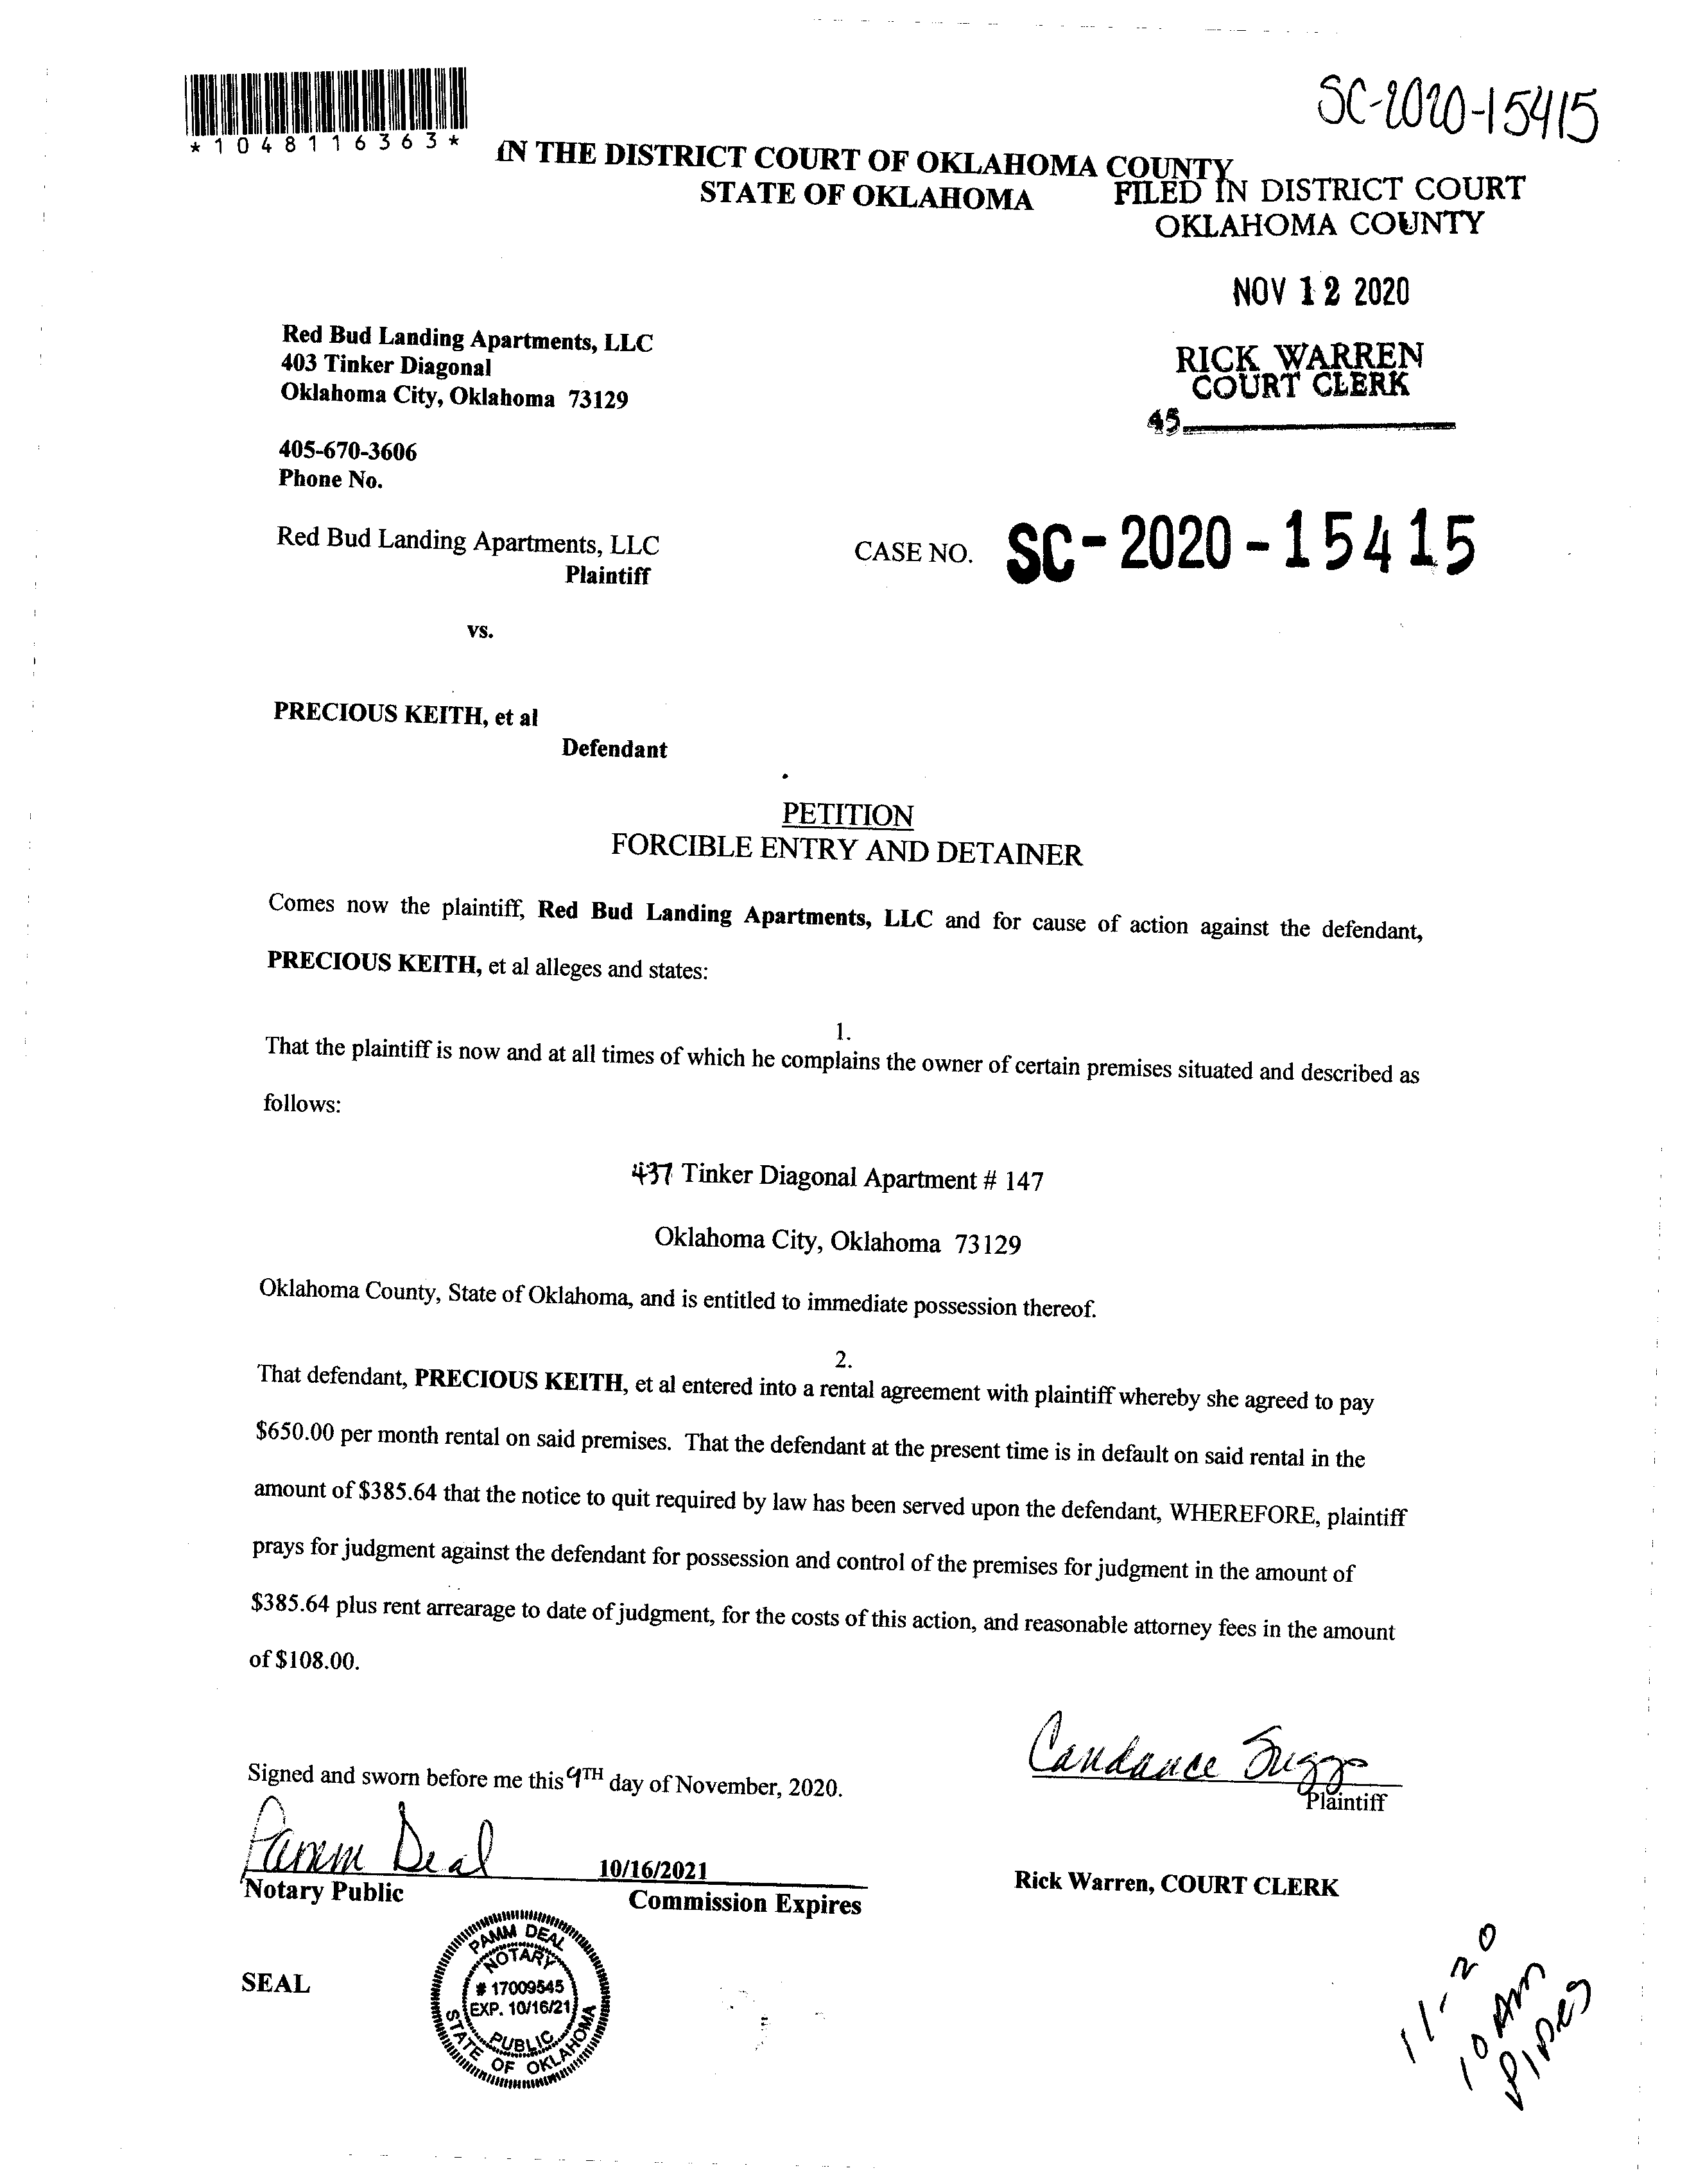 SC-2020-15415
*1048116363*
IN THE DISTRICT COURT OF OKLAHOMA COUNTY
STATE OF OKLAHOMA
FILED IN DISTRICT COURT
OKLAHOMA COUNTY
NOV 12 2020
RICK WARREN
COURT CLERK
45
Red Bud Landing Apartments, LLC
403 Tinker Diagonal
Oklahoma City, Oklahoma 73129
405-670-3606
Phone No.
Red Bud Landing Apartments, LLC
Plaintiff
CASE NO. SC-2020-15415
vs.
PRECIOUS KEITH, et al
Defendant
PETITION
FORCIBLE ENTRY AND DETAINER
Comes now the plaintiff, Red Bud Landing Apartments, LLC and for cause of action against the defendant,
PRECIOUS KEITH, et al alleges and states:
1.
That the plaintiff is now and at all times of which he complains the owner of certain premises situated and described as
follows:
437 Tinker Diagonal Apartment # 147
Oklahoma City, Oklahoma 73129
Oklahoma County, State of Oklahoma, and is entitled to immediate possession thereof.
2.
That defendant, PRECIOUS KEITH, et al entered into a rental agreement with plaintiff whereby she agreed to pay
$650.00 per month rental on said premises. That the defendant at the present time is in default on said rental in the
amount of $385.64 that the notice to quit required by law has been served upon the defendant, WHEREFORE, plaintiff
prays for judgment against the defendant for possession and control of the premises for judgment in the amount of
$385.64 plus rent arrearage to date of judgment, for the costs of this action, and reasonable attorney fees in the amount
of $108.00.
Candance Suggs
Plaintiff
Signed and sworn before me this 9TH day of November, 2020.
Pamm Deal
10/16/2021
Notary Public
Commission Expires
Rick Warren, COURT CLERK
SEAL
PAMM DEAL
NOTARY
# 17009545
EXP. 10/16/21
PUBLIC
STATE OF OKLAHOMA
11-20
10 AM